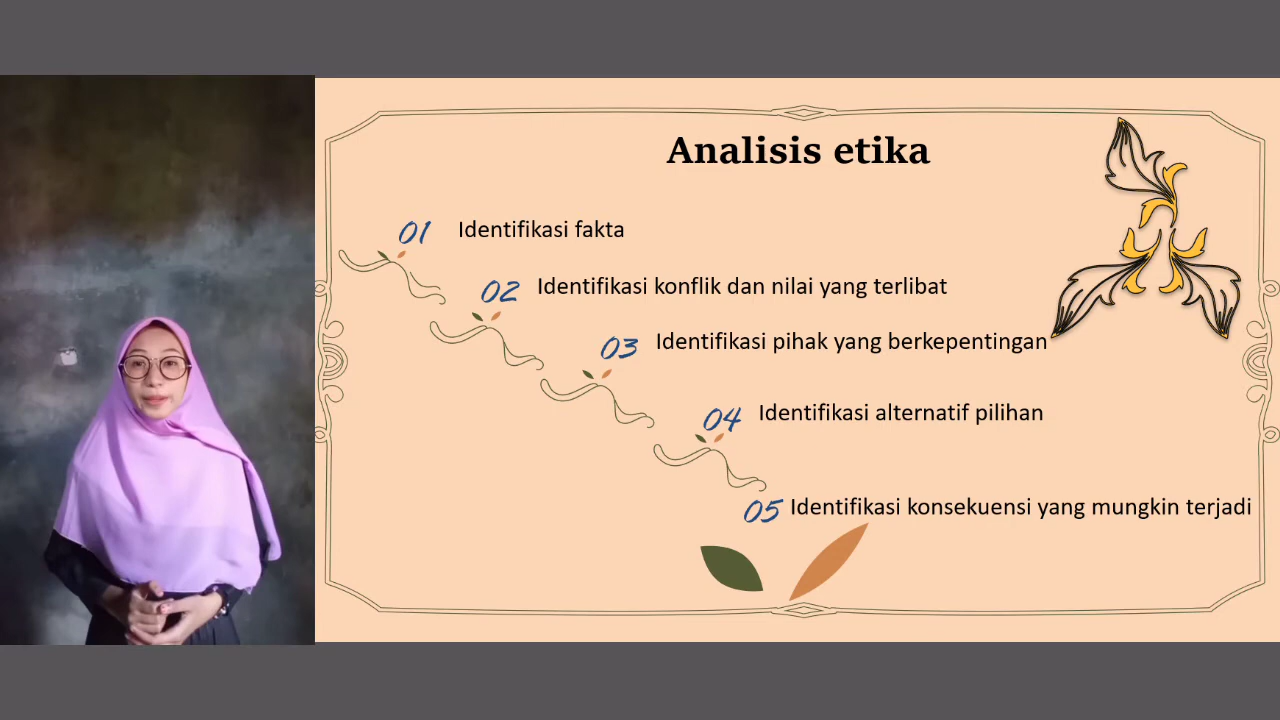 Analisis etika
01 Identifikasi fakta
02 Identifikasi konflik dan nilai yang terlibat
03 Identifikasi pihak yang berkepentingan
04 Identifikasi alternatif pilihan
05 Identifikasi konsekuensi yang mungkin terjadi